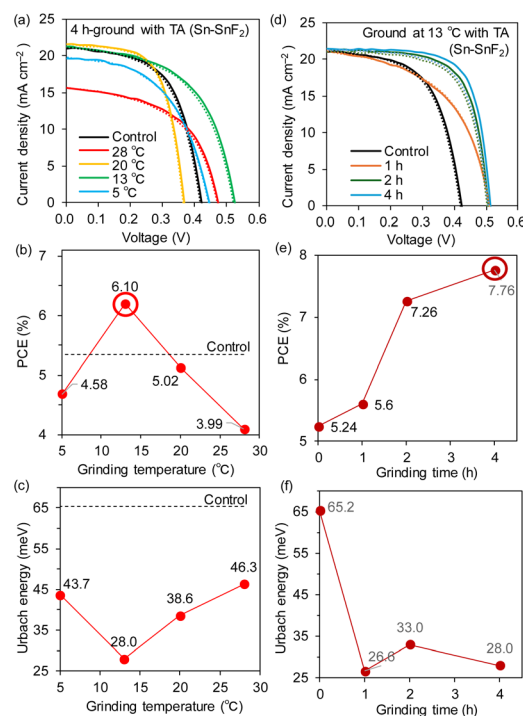 (a) 4 h-ground with TA (Sn-SnF₂)
Current density (mA cm⁻²)
25
20
15
10
5
0
Control
28 °C
20 °C
13 °C
5 °C
0.0 0.1 0.2 0.3 0.4 0.5 0.6
Voltage (V)
(d) Ground at 13 °C with TA
(Sn-SnF₂)
Current density (mA cm⁻²)
25
20
15
10
5
0
Control
1 h
2 h
4 h
0.0 0.1 0.2 0.3 0.4 0.5 0.6
Voltage (V)
(b)
PCE (%)
7
6
5
4
6.10
Control
4.58
5.02
3.99
5 10 15 20 25 30
Grinding temperature (°C)
(e)
PCE (%)
8
7
6
5
7.76
7.26
5.6
5.24
0 1 2 3 4
Grinding time (h)
(c)
Urbach energy (meV)
65
55
45
35
25
Control
43.7
28.0
38.6
46.3
5 10 15 20 25 30
Grinding temperature (°C)
(f)
Urbach energy (meV)
65
55
45
35
25
65.2
26.6
33.0
28.0
0 1 2 3 4
Grinding time (h)